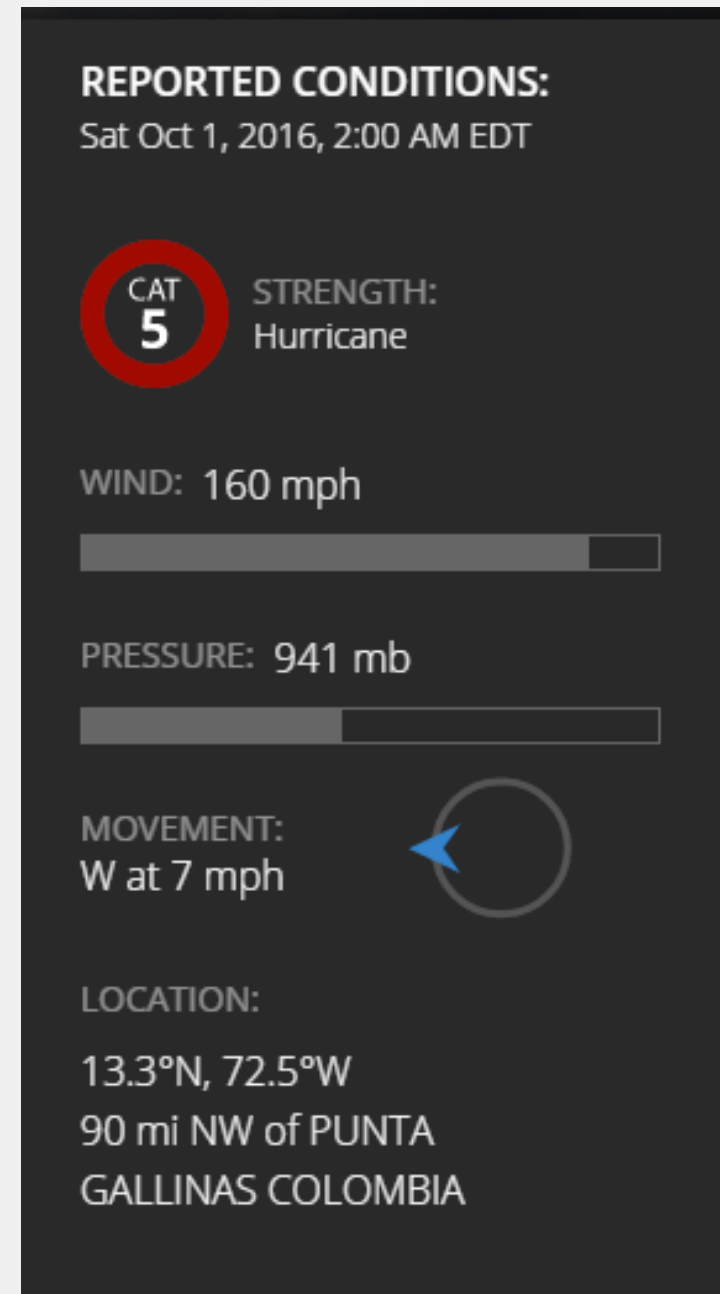 REPORTED CONDITIONS:
Sat Oct 1, 2016, 2:00 AM EDT
CAT
5
STRENGTH:
Hurricane
WIND: 160 mph
PRESSURE: 941 mb
MOVEMENT:
W at 7 mph
LOCATION:
13.3°N, 72.5°W
90 mi NW of PUNTA
GALLINAS COLOMBIA